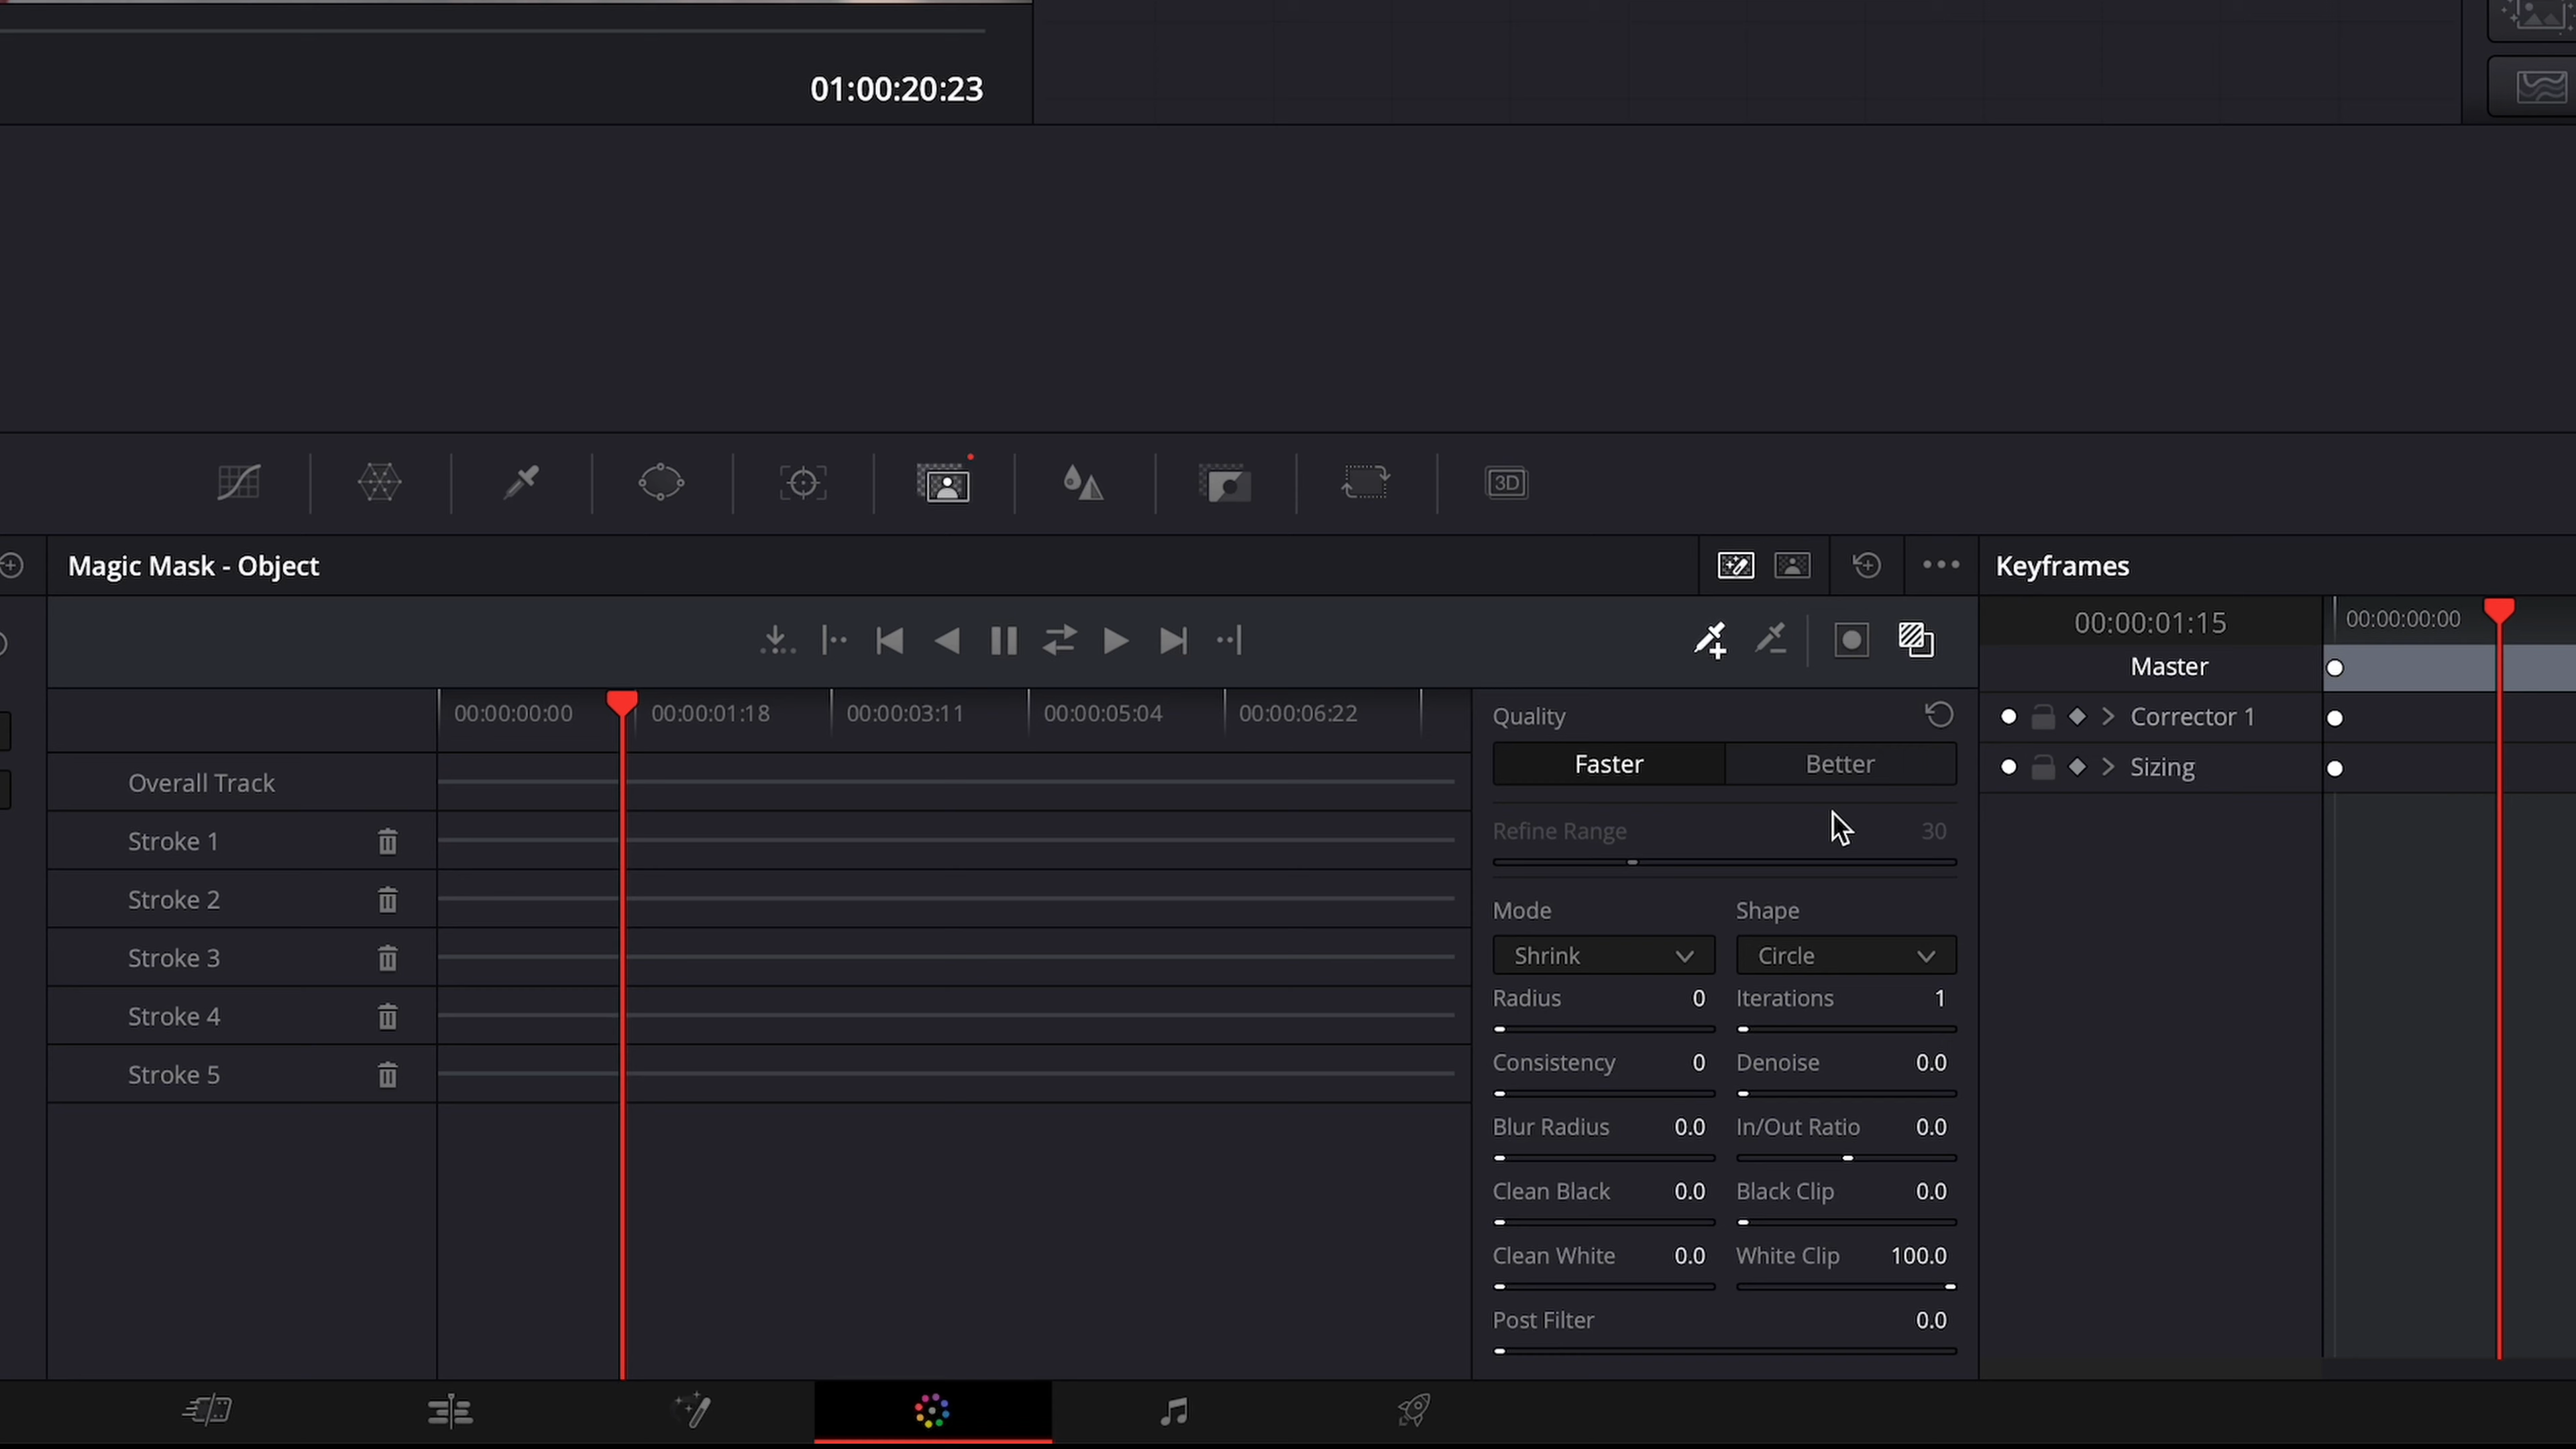 01:00:20:23
3D
Magic Mask - Object
Keyframes
00:00:01:15
00:00:00:00
Master
Corrector 1
Sizing
00:00:00:00
00:00:01:18
00:00:03:11
00:00:05:04
00:00:06:22
Overall Track
Stroke 1
Stroke 2
Stroke 3
Stroke 4
Stroke 5
Quality
Faster
Better
Refine Range 30
Mode
Shape
Shrink
Circle
Radius 0
Iterations 1
Consistency 0
Denoise 0.0
Blur Radius 0.0
In/Out Ratio 0.0
Clean Black 0.0
Black Clip 0.0
Clean White 0.0
White Clip 100.0
Post Filter 0.0